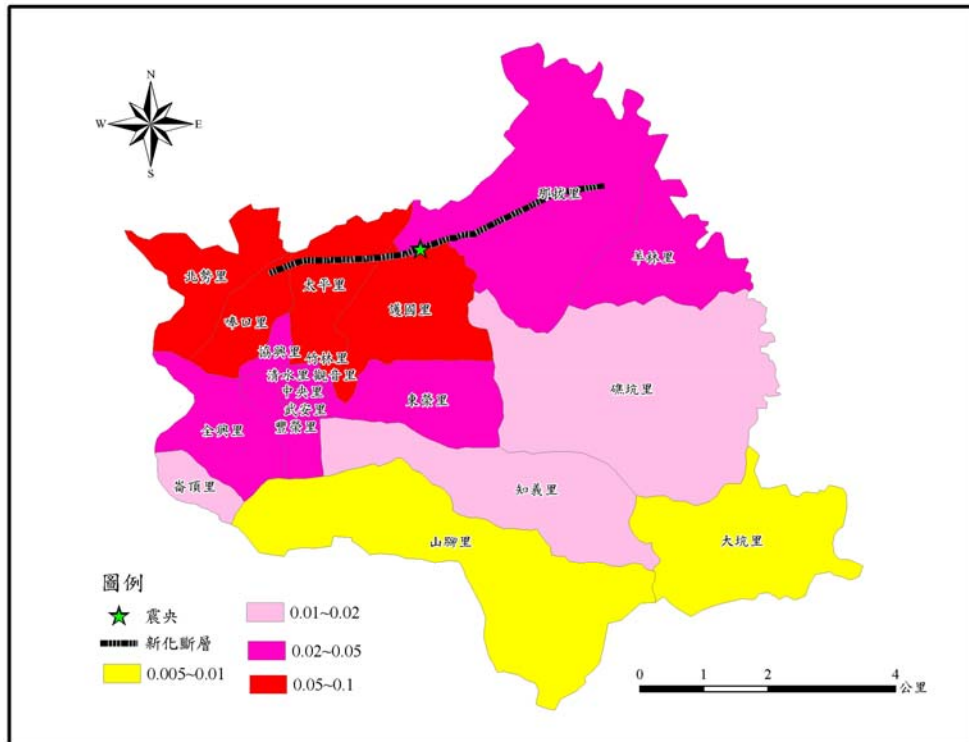 N
W E
S
那拔里
羊林里
北勢里
太平里
護國里
㙍口里
協興里
竹林里
清水里
觀音里
中央里
武安里
豐榮里
東榮里
礁坑里
全興里
崙頂里
知義里
山腳里
大坑里
圖例
震央
新化斷層
0.005~0.01
0.01~0.02
0.02~0.05
0.05~0.1
0 1 2 4
公里